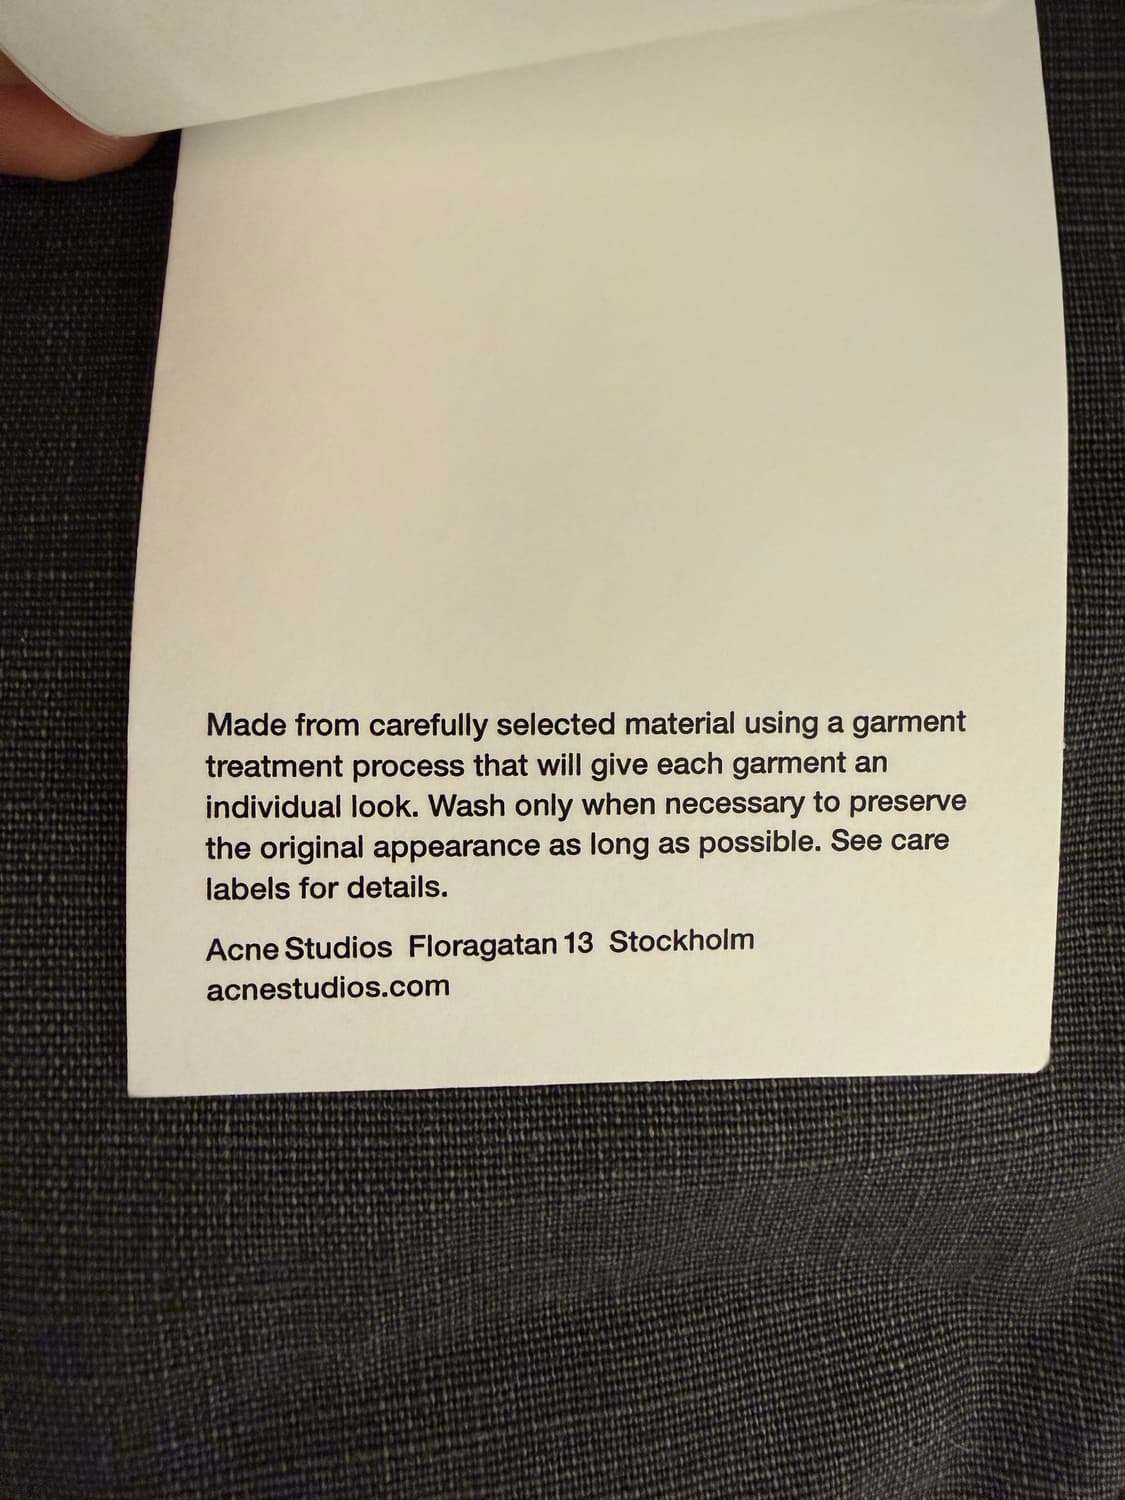 Made from carefully selected material using a garment
treatment process that will give each garment an
individual look. Wash only when necessary to preserve
the original appearance as long as possible. See care
labels for details.
Acne Studios Floragatan 13 Stockholm
acnestudios.com